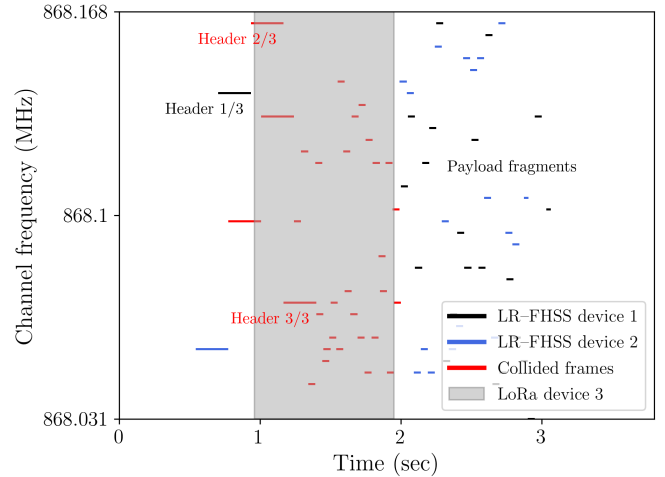 868.168
Header 2/3
Header 1/3
Payload fragments
868.1
Channel frequency (MHz)
Header 3/3
LR–FHSS device 1
LR–FHSS device 2
Collided frames
LoRa device 3
868.031
0
1
2
3
Time (sec)